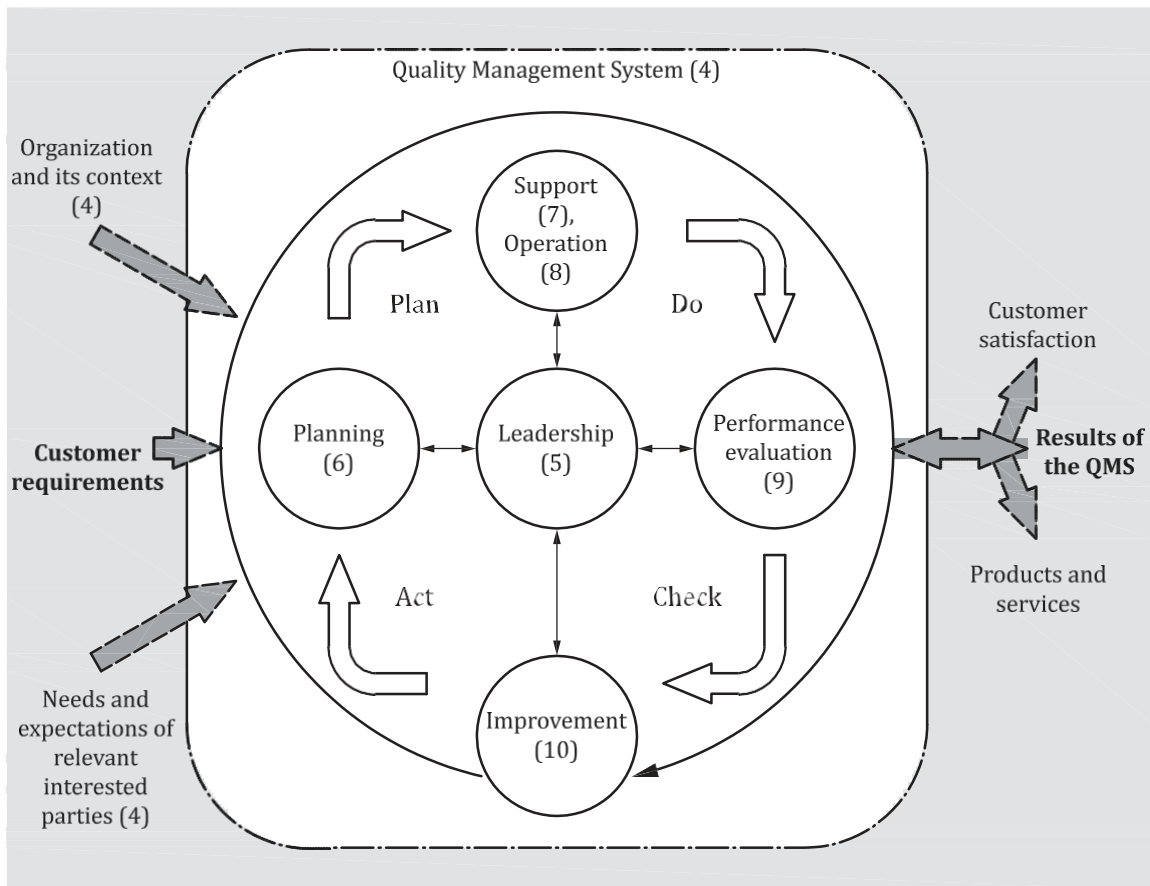 Quality Management System (4)
Organization
and its context
(4)
Support
(7),
Operation
(8)
Plan
Do
Customer
satisfaction
Customer
requirements
Planning
(6)
Leadership
(5)
Performance
evaluation
(9)
Results of
the QMS
Act
Check
Products and
services
Needs and
expectations of
relevant
interested
parties (4)
Improvement
(10)